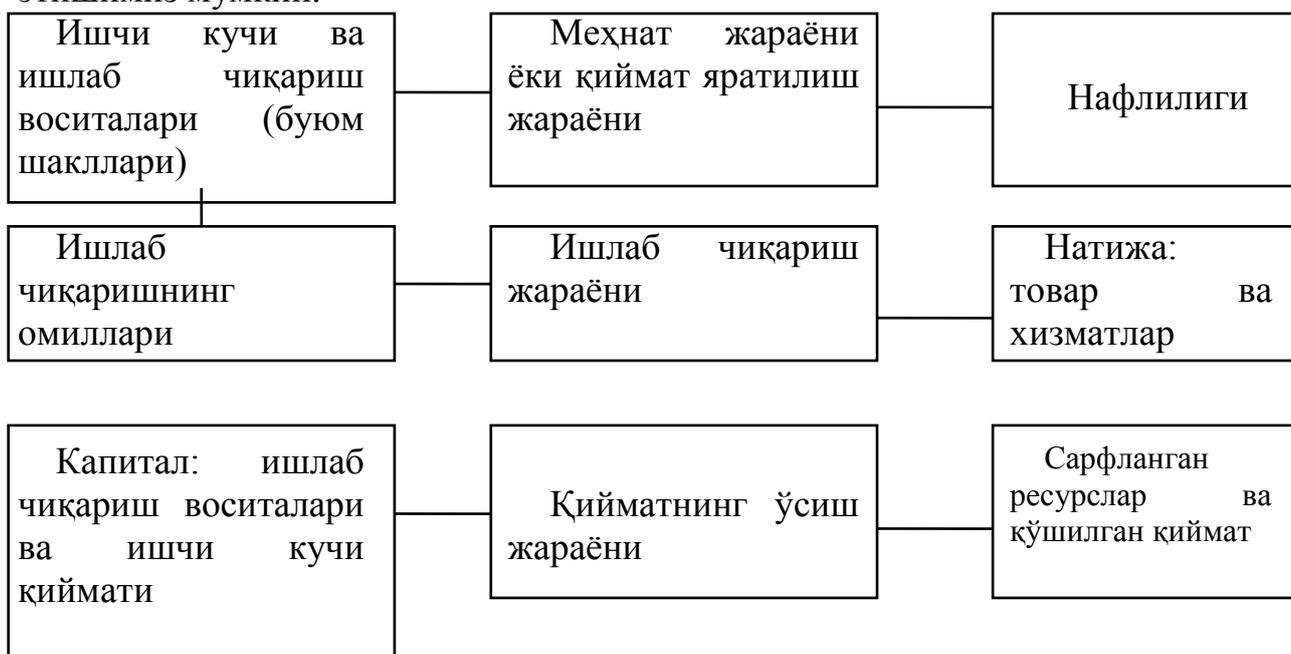 Ишчи кучи ва
ишлаб чиқариш
воситалари (буюм
шакллари)
Меҳнат жараёни
ёки қиймат яратилиш
жараёни
Нафлилиги
Ишлаб
чиқаришнинг
омиллари
Ишлаб чиқариш
жараёни
Натижа:
товар ва
хизматлар
Капитал: ишлаб
чиқариш воситалари
ва ишчи кучи
қиймати
Қийматнинг ўсиш
жараёни
Сарфланган
ресурслар ва
қўшилган қиймат